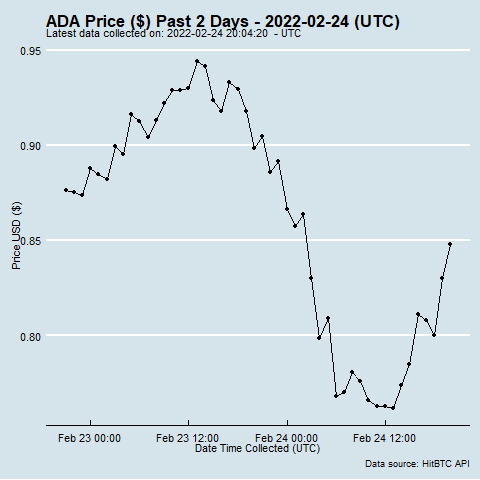 ADA Price ($) Past 2 Days - 2022-02-24 (UTC)
Latest data collected on: 2022-02-24 20:04:20 - UTC
0.95
0.90
0.85
0.80
Price USD ($)
Feb 23 00:00
Feb 23 12:00
Feb 24 00:00
Feb 24 12:00
Date Time Collected (UTC)
Data source: HitBTC API